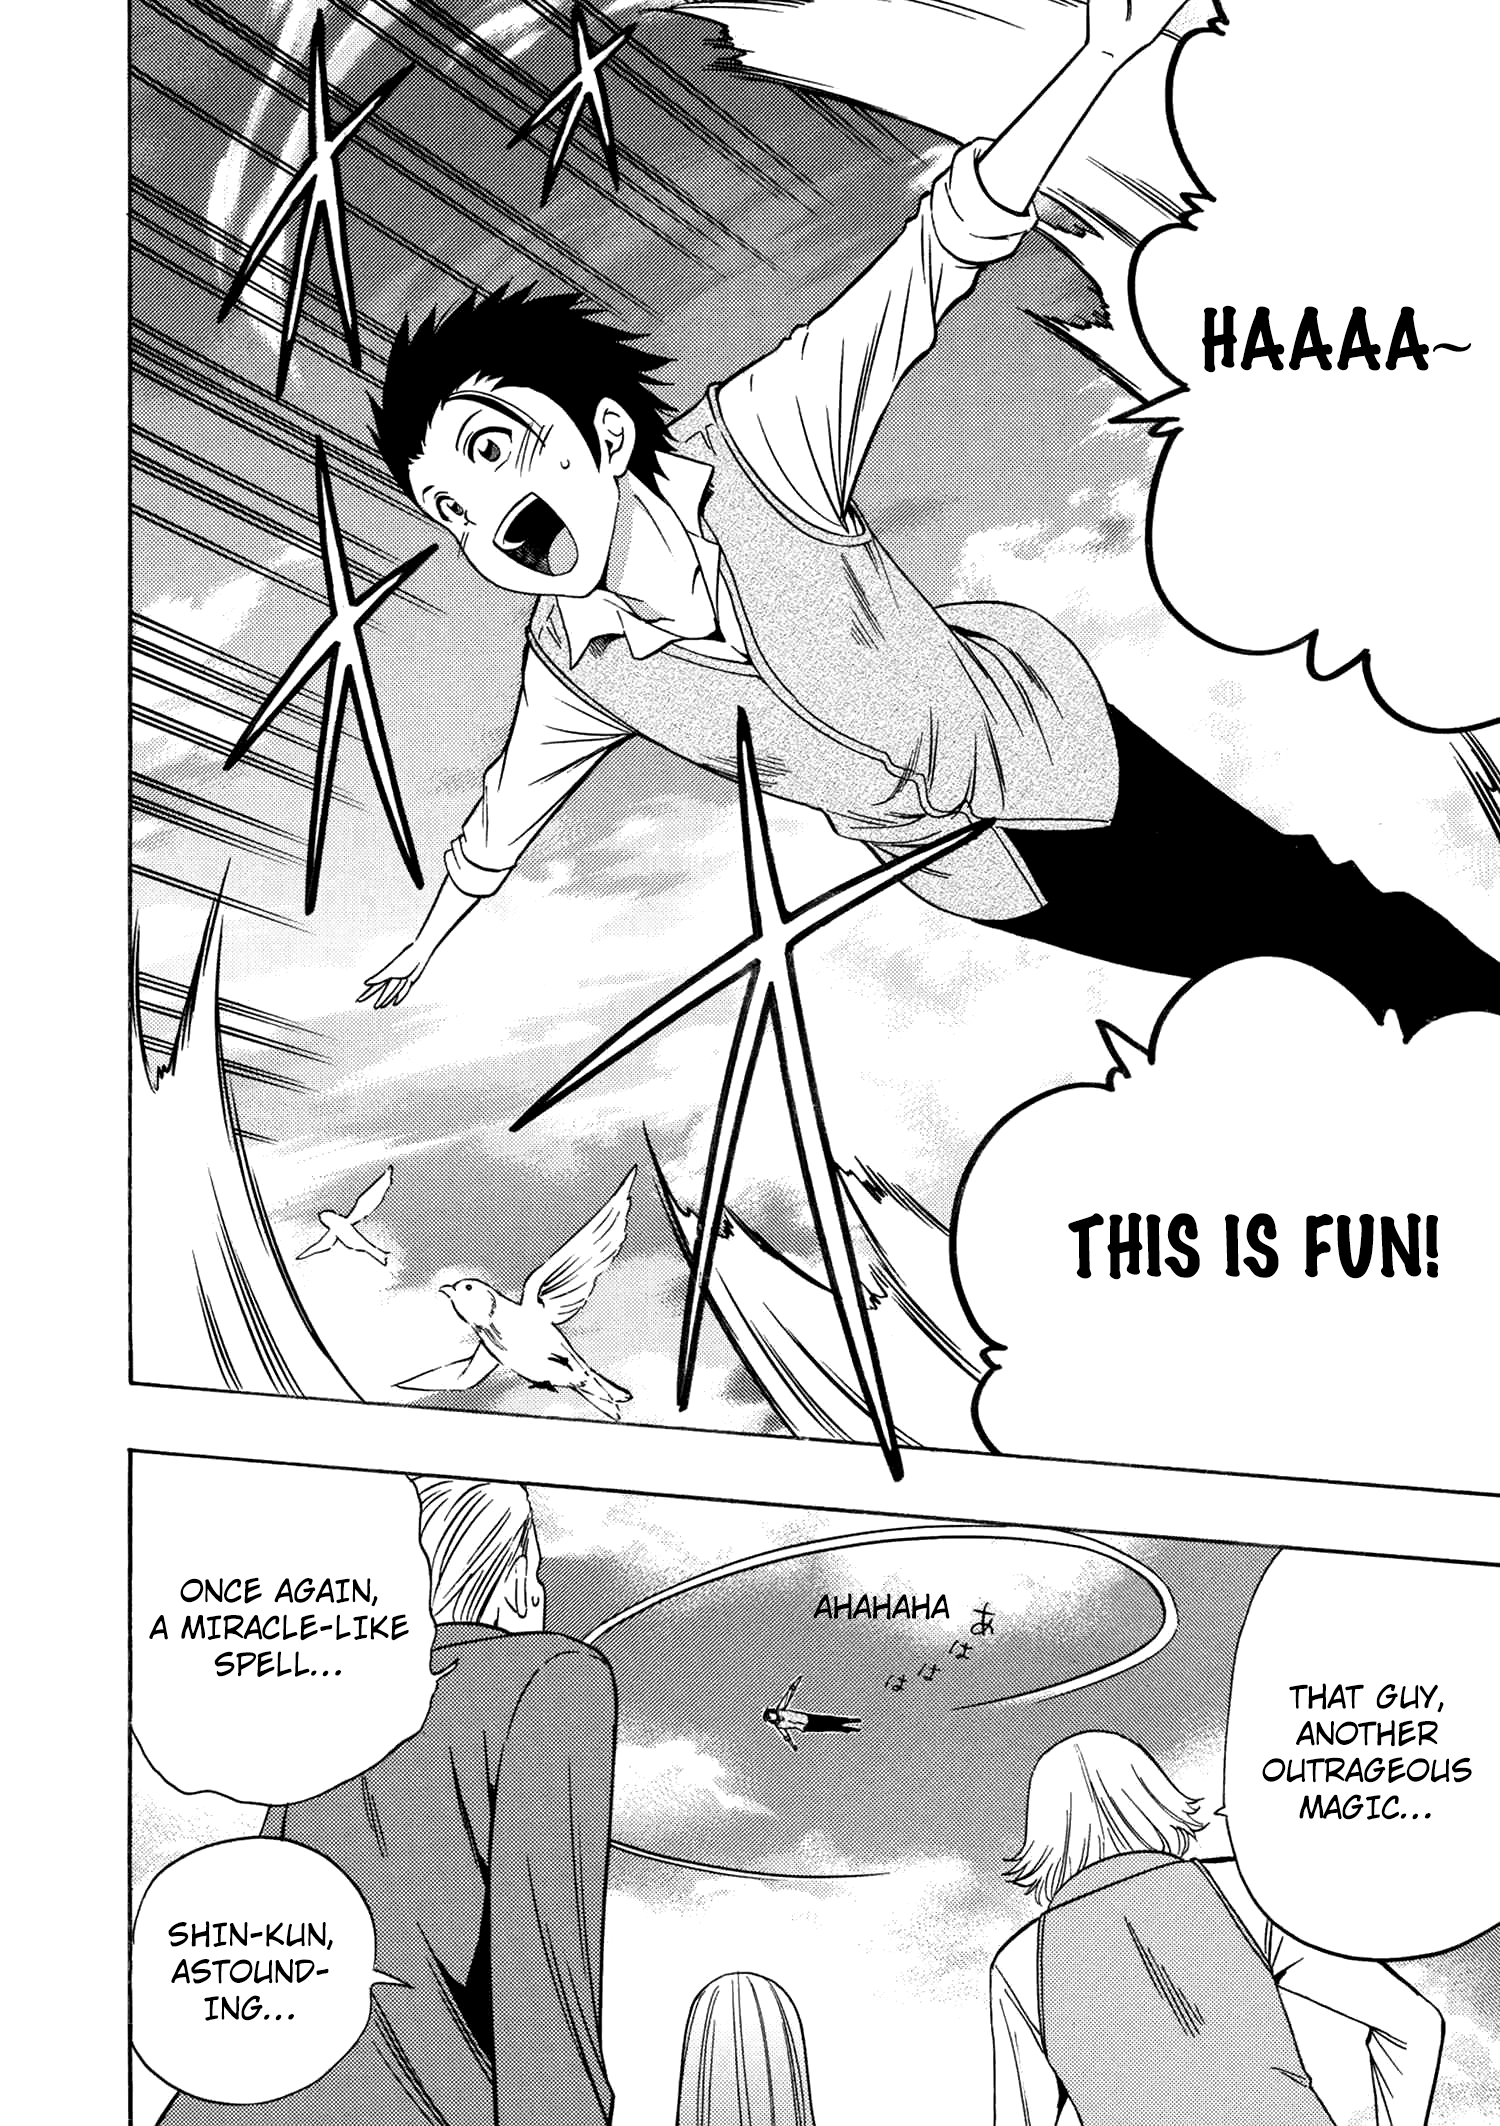 HAAAA~
THIS IS FUN!
THAT GUY,
ANOTHER
OUTRAGEOUS
MAGIC...
AHAHAHA
あ
は
は
は
ONCE AGAIN,
A MIRACLE-LIKE
SPELL...
SHIN-KUN,
ASTOUND-
ING...